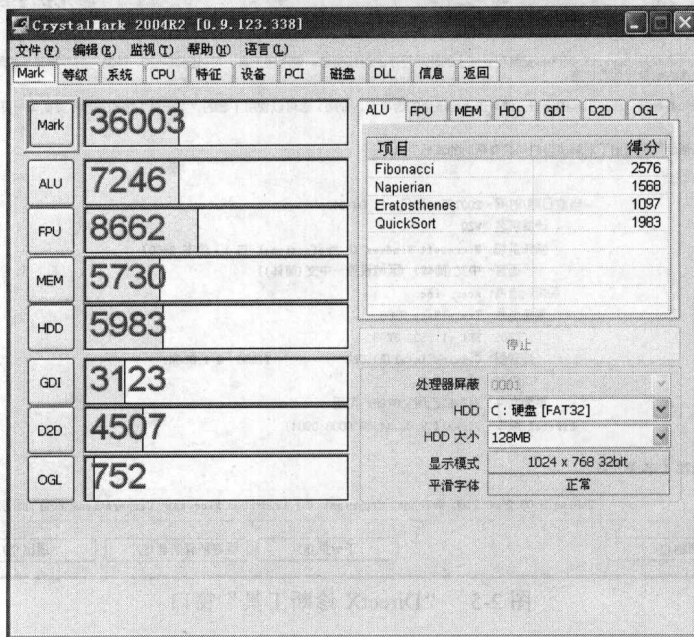 CrystalMark 2004R2 [0.9.123.338]
文件(F) 编辑(E) 监视(T) 帮助(H) 语言(L)
Mark 等级 系统 CPU 特征 设备 PCI 磁盘 DLL 信息 返回
Mark 36003
ALU 7246
FPU 8662
MEM 5730
HDD 5983
GDI 3123
D2D 4507
OGL 752
ALU FPU MEM HDD GDI D2D OGL
项目 得分
Fibonacci 2576
Napierian 1568
Eratosthenes 1097
QuickSort 1983
停止
处理器屏蔽 0001
HDD C : 硬盘 [FAT32]
HDD 大小 128MB
显示模式 1024 x 768 32bit
平滑字体 正常